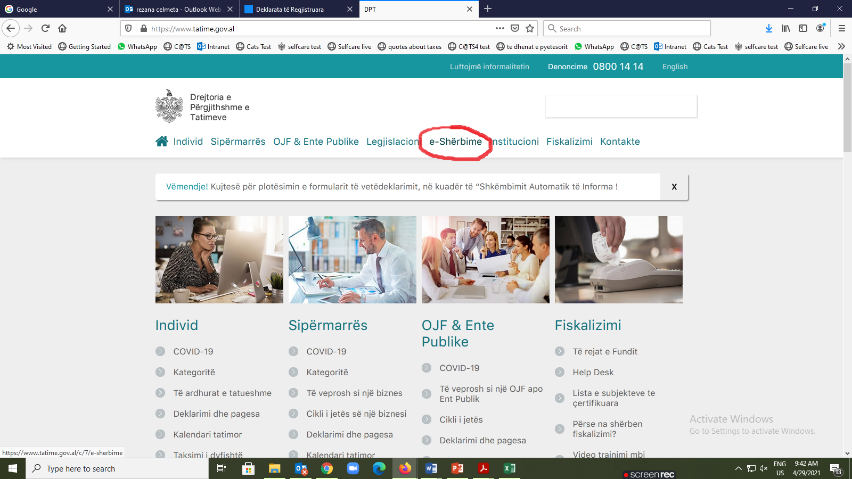 Google
rezana celmeta - Outlook Web
Deklarata të Regjistruara
DPT
https://www.tatime.gov.al
Search
Most Visited Getting Started WhatsApp C@TS Intranet Cats Test selfcare test Selfcare live quotes about taxes C@TS4 test te dhenat e pyetesorit WhatsApp C@TS Intranet Cats Test selfcare test Selfcare live
Luftojmë informalitetin Denoncime 0800 14 14 English
Drejtoria e
Përgjithshme e
Tatimeve
Individ Sipërmarrës OJF & Ente Publike Legjislacion e-Shërbime Institucioni Fiskalizimi Kontakte
Vëmendje! Kujtesë për plotësimin e formularit të vetëdeklarimit, në kuadër të "Shkëmbimit Automatik të Informa ! X
Individ
COVID-19
Kategoritë
Të ardhurat e tatueshme
Deklarimi dhe pagesa
Kalendari tatimor
Taksimi i dyfishtë
Sipërmarrës
COVID-19
Kategoritë
Të veprosh si një biznes
Cikli i jetës së një biznesi
Deklarimi dhe pagesa
Kalendari tatimor
OJF & Ente
Publike
COVID-19
Të veprosh si një OJF apo
Ent Publik
Cikli i jetës
Deklarimi dhe pagesa
Fiskalizimi
Të rejat e Fundit
Help Desk
Lista e subjekteve te
çertifikuara
Përse na shërben
fiskalizimi?
Video trainimi mbi
Activate Windows
Go to Settings to activate Windows.
https://www.tatime.gov.al/c/7/e-sherbime
Type here to search
ENG
US
9:42 AM
4/29/2021
screenrec